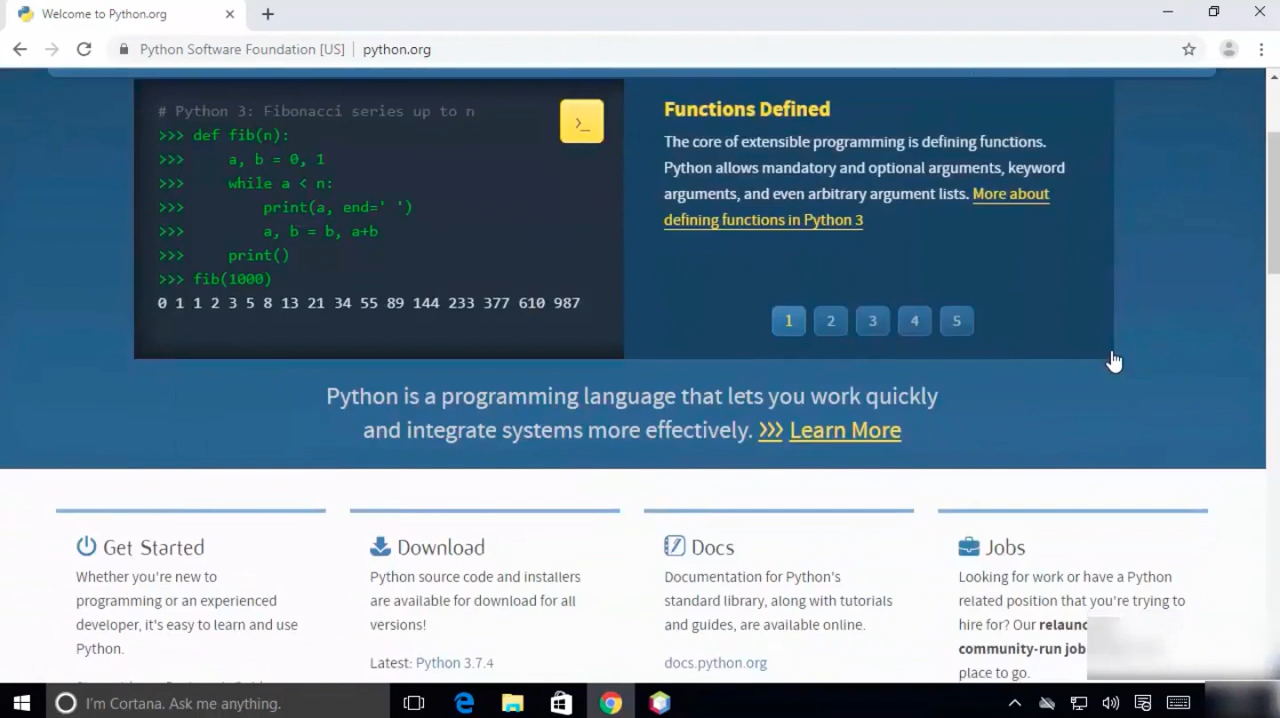 Welcome to Python.org
Python Software Foundation [US] | python.org
# Python 3: Fibonacci series up to n
>>> def fib(n):
>>> a, b = 0, 1
>>> while a < n:
>>> print(a, end=' ')
>>> a, b = b, a+b
>>> print()
>>> fib(1000)
0 1 1 2 3 5 8 13 21 34 55 89 144 233 377 610 987
>_
Functions Defined
The core of extensible programming is defining functions.
Python allows mandatory and optional arguments, keyword
arguments, and even arbitrary argument lists. More about
defining functions in Python 3
1 2 3 4 5
Python is a programming language that lets you work quickly
and integrate systems more effectively. >>> Learn More
Get Started
Whether you're new to
programming or an experienced
developer, it's easy to learn and use
Python.
Download
Python source code and installers
are available for download for all
versions!
Latest: Python 3.7.4
Docs
Documentation for Python's
standard library, along with tutorials
and guides, are available online.
docs.python.org
Jobs
Looking for work or have a Python
related position that you're trying to
hire for? Our
community-run
place to go.
I'm Cortana. Ask me anything.